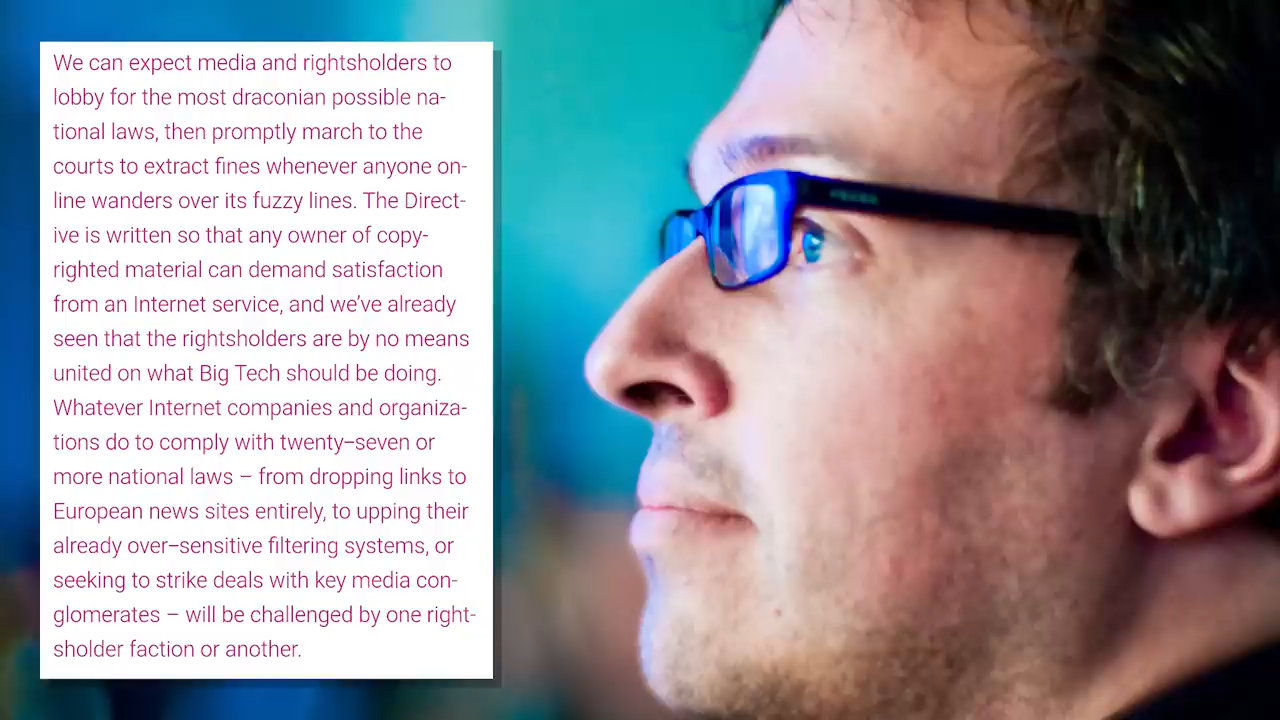 We can expect media and rightsholders to
lobby for the most draconian possible na-
tional laws, then promptly march to the
courts to extract fines whenever anyone on-
line wanders over its fuzzy lines. The Direct-
ive is written so that any owner of copy-
righted material can demand satisfaction
from an Internet service, and we’ve already
seen that the rightsholders are by no means
united on what Big Tech should be doing.
Whatever Internet companies and organiza-
tions do to comply with twenty–seven or
more national laws – from dropping links to
European news sites entirely, to upping their
already over–sensitive filtering systems, or
seeking to strike deals with key media con-
glomerates – will be challenged by one right-
sholder faction or another.